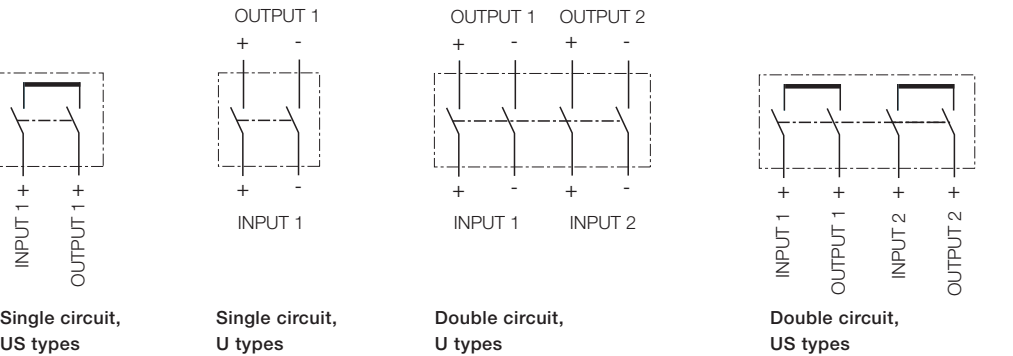 INPUT 1 +
OUTPUT 1 +
Single circuit,
US types
OUTPUT 1
+ -
+ -
INPUT 1
Single circuit,
U types
OUTPUT 1 OUTPUT 2
+ - + -
+ - + -
INPUT 1 INPUT 2
Double circuit,
U types
INPUT 1 +
OUTPUT 1 +
INPUT 2 +
OUTPUT 2 +
Double circuit,
US types